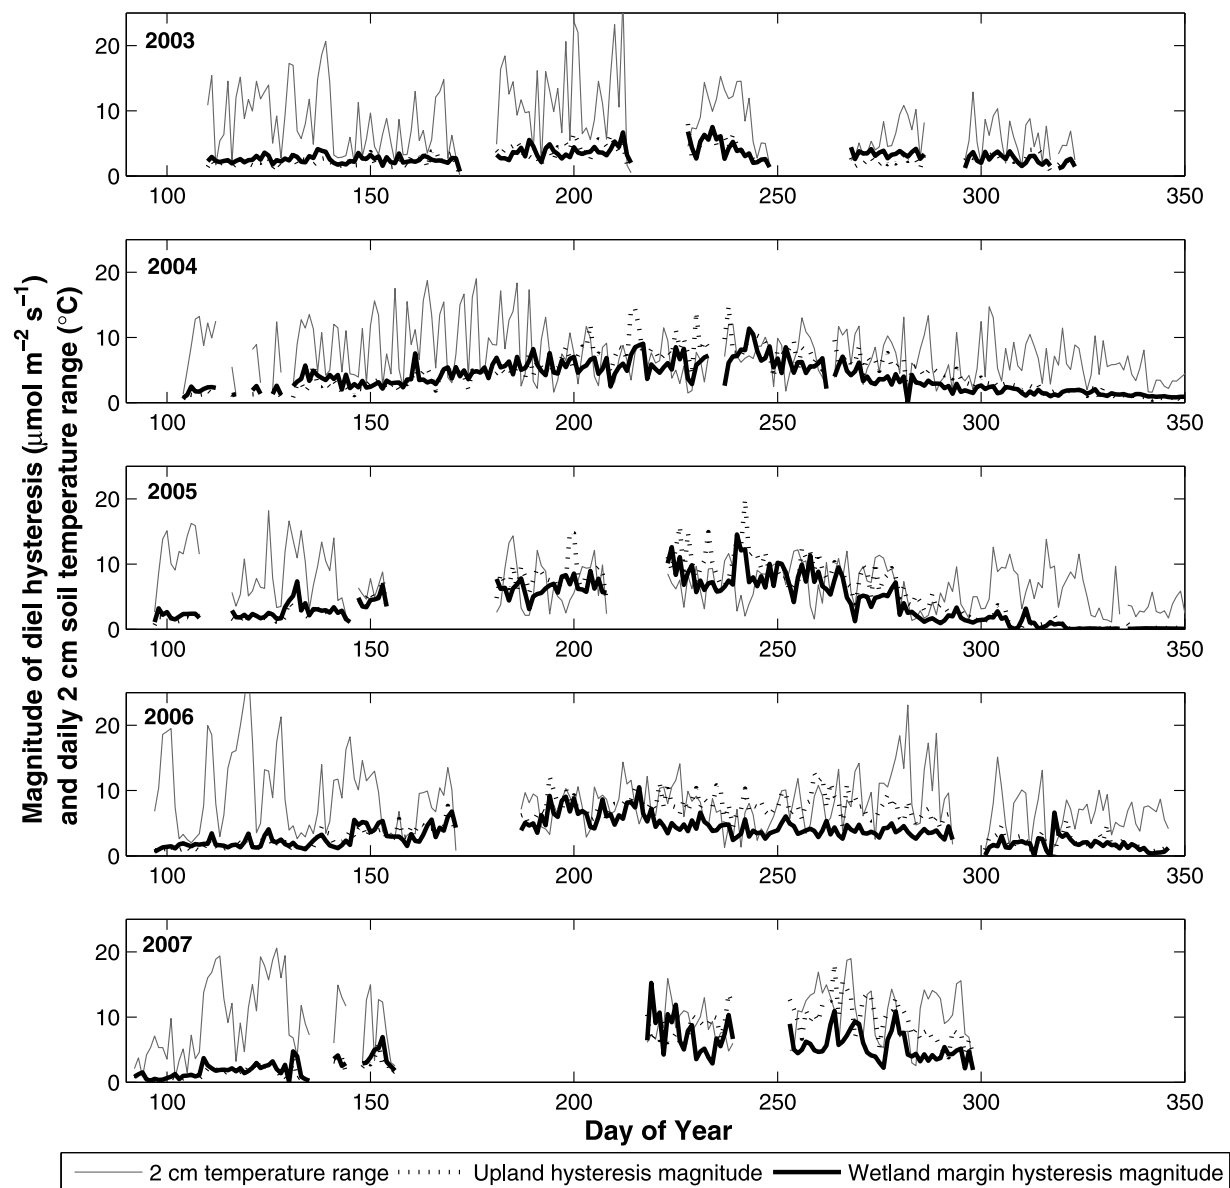 Magnitude of diel hysteresis (μmol m⁻² s⁻¹)
and daily 2 cm soil temperature range (°C)
2003
20
10
0
100 150 200 250 300 350
2004
20
10
0
100 150 200 250 300 350
2005
20
10
0
100 150 200 250 300 350
2006
20
10
0
100 150 200 250 300 350
2007
20
10
0
100 150 200 250 300 350
Day of Year
2 cm temperature range Upland hysteresis magnitude Wetland margin hysteresis magnitude